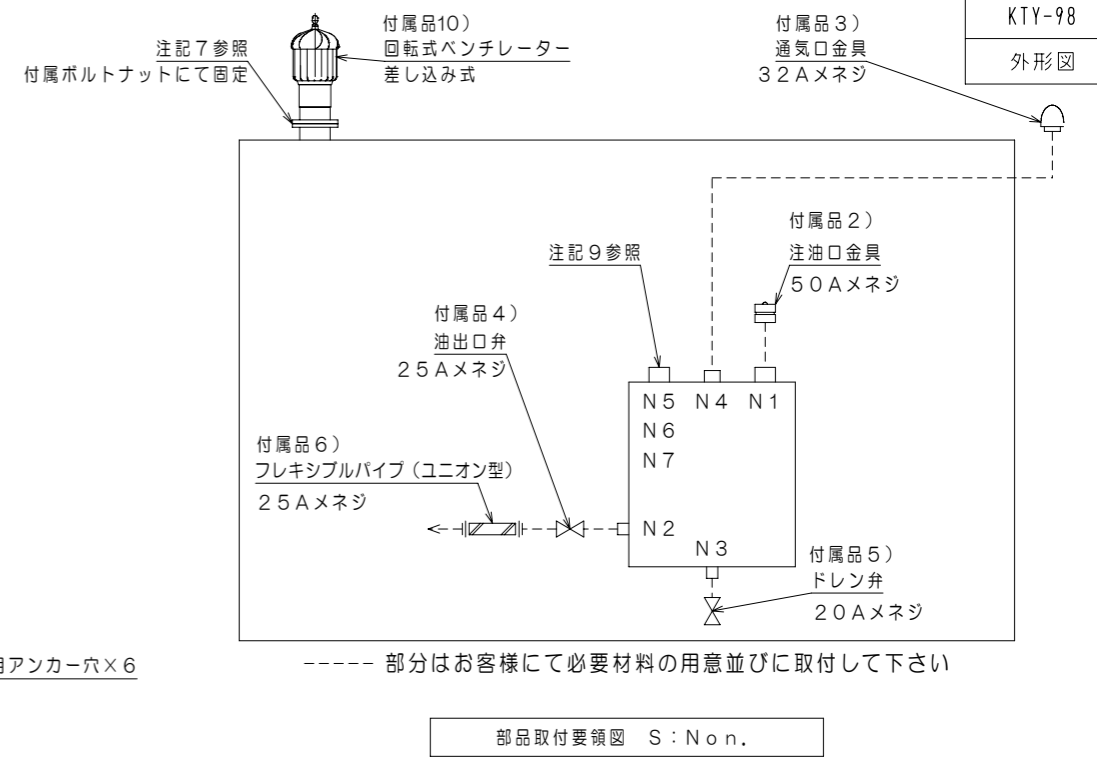 KTY-98
外形図
付属品10)
回転式ベンチレーター
差し込み式
注記7参照
付属ボルトナットにて固定
付属品3)
通気口金具
32Aメネジ
付属品2)
注油口金具
50Aメネジ
注記9参照
付属品4)
油出口弁
25Aメネジ
N5 N4 N1
N6
N7
付属品6)
フレキシブルパイプ(ユニオン型)
25Aメネジ
N2
N3
付属品5)
ドレン弁
20Aメネジ
用アンカー穴×6
----- 部分はお客様にて必要材料の用意並びに取付して下さい
部品取付要領図 S:Non.